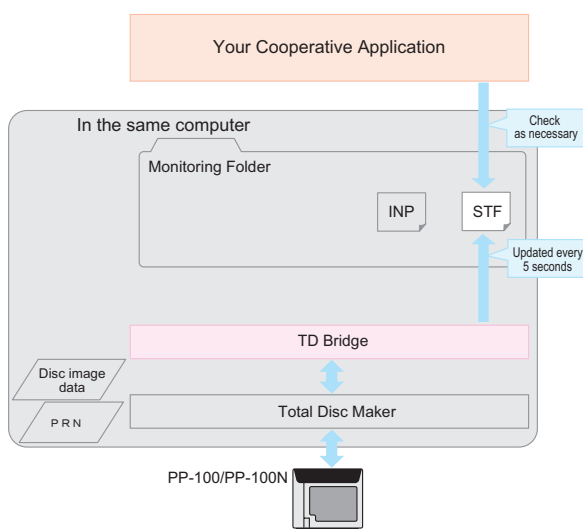 Your Cooperative Application
Check
as necessary
In the same computer
Monitoring Folder
INP
STF
Updated every
5 seconds
TD Bridge
Disc image
data
Total Disc Maker
P R N
PP-100/PP-100N